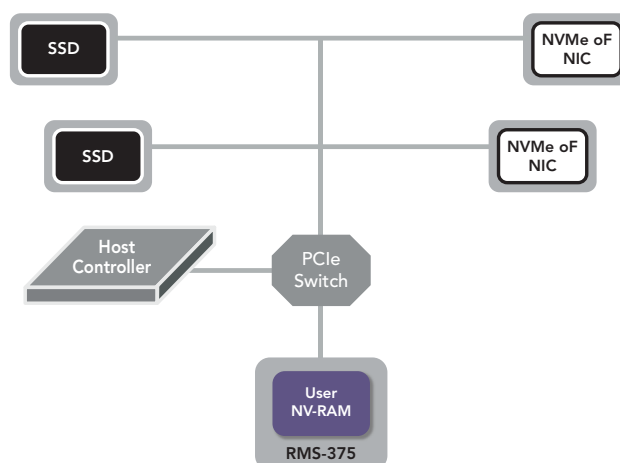 SSD
NVMe oF
NIC
SSD
NVMe oF
NIC
Host
Controller
PCIe
Switch
User
NV-RAM
RMS-375